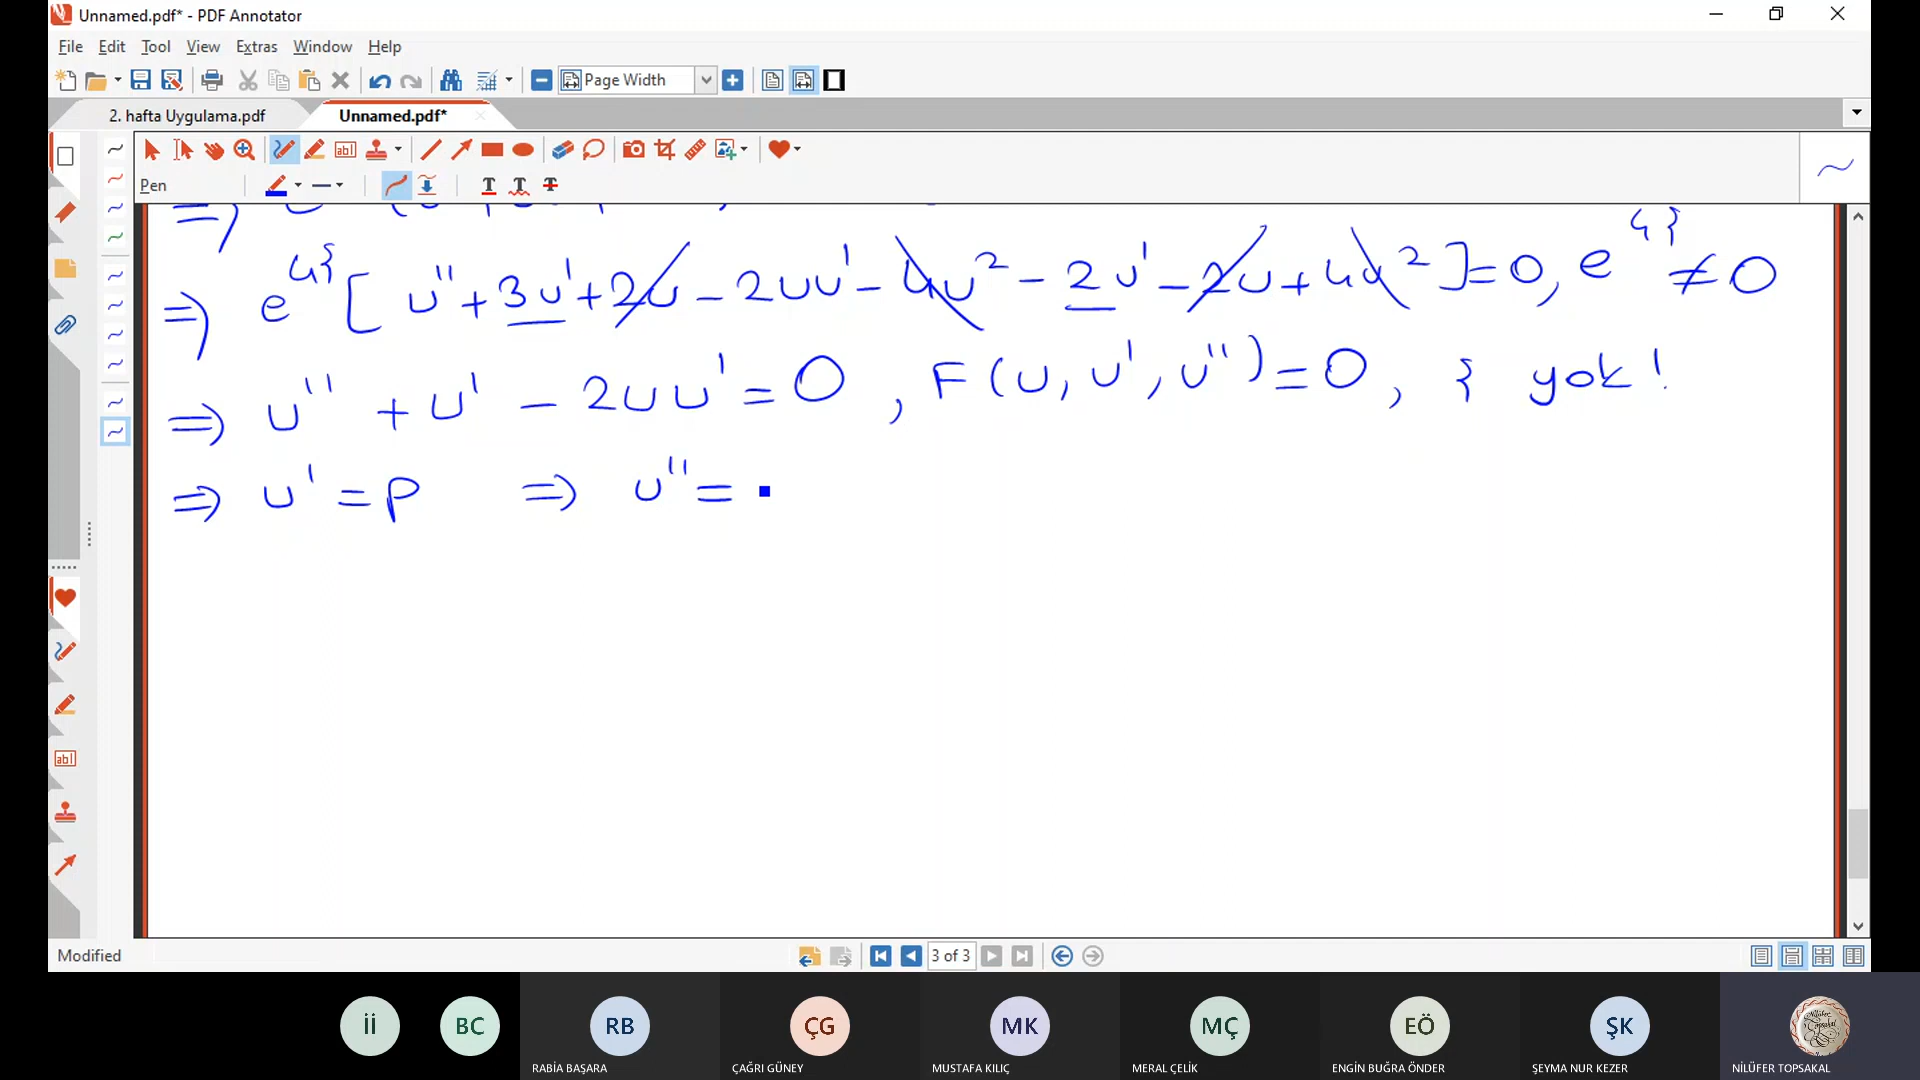 Unnamed.pdf* - PDF Annotator
File Edit Tool View Extras Window Help
Page Width
2. hafta Uygulama.pdf Unnamed.pdf*
Pen
⇒ e^{4ξ} [ u'' + 3u' + 2u - 2uu' - 4u² - 2u' - 2u + 4u² ] = 0, e^{4ξ} ≠ 0
⇒ u'' + u' - 2uu' = 0 , F(u, u', u'') = 0, ξ yok!
⇒ u' = p ⇒ u'' =
Modified
3 of 3
İİ BC RB ÇG MK MÇ EÖ ŞK
RABİA BAŞARA ÇAĞRI GÜNEY MUSTAFA KILIÇ MERAL ÇELİK ENGİN BUĞRA ÖNDER ŞEYMA NUR KEZER NİLÜFER TOPSAKAL